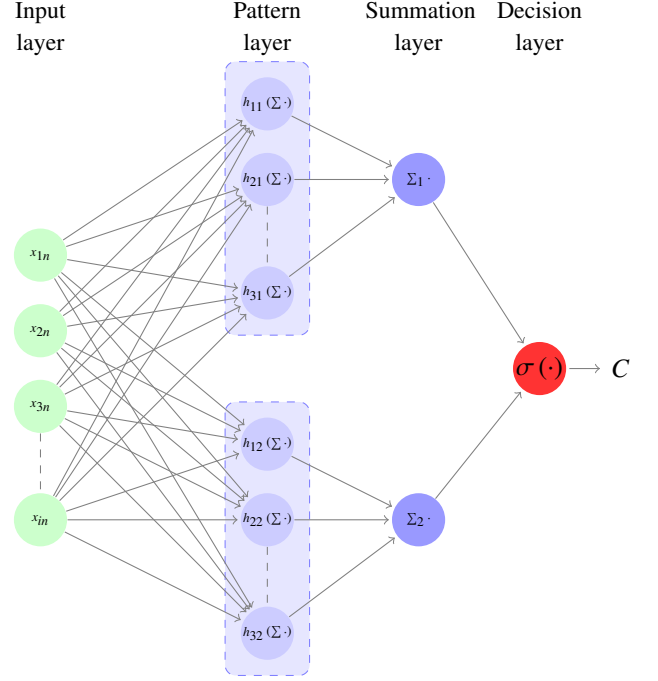 Input layer
Pattern layer
Summation layer
Decision layer
h₁₁ (Σ ·)
h₂₁ (Σ ·)
h₃₁ (Σ ·)
Σ₁ ·
x₁ₙ
x₂ₙ
x₃ₙ
xᵢₙ
σ (·)
C
h₁₂ (Σ ·)
h₂₂ (Σ ·)
h₃₂ (Σ ·)
Σ₂ ·